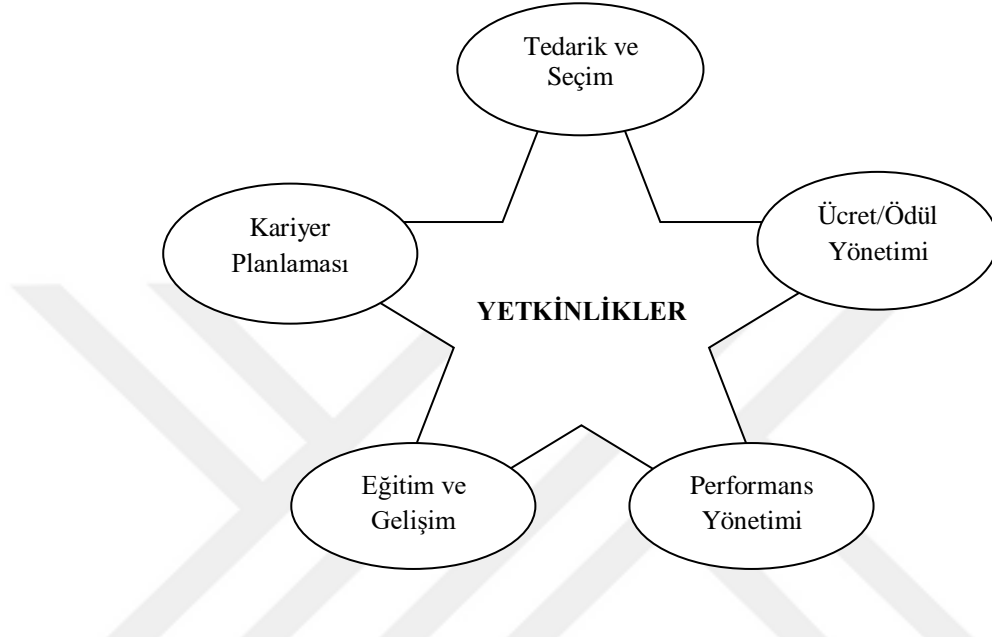 Tedarik ve
Seçim
Kariyer
Planlaması
Ücret/Ödül
Yönetimi
YETKİNLİKLER
Eğitim ve
Gelişim
Performans
Yönetimi